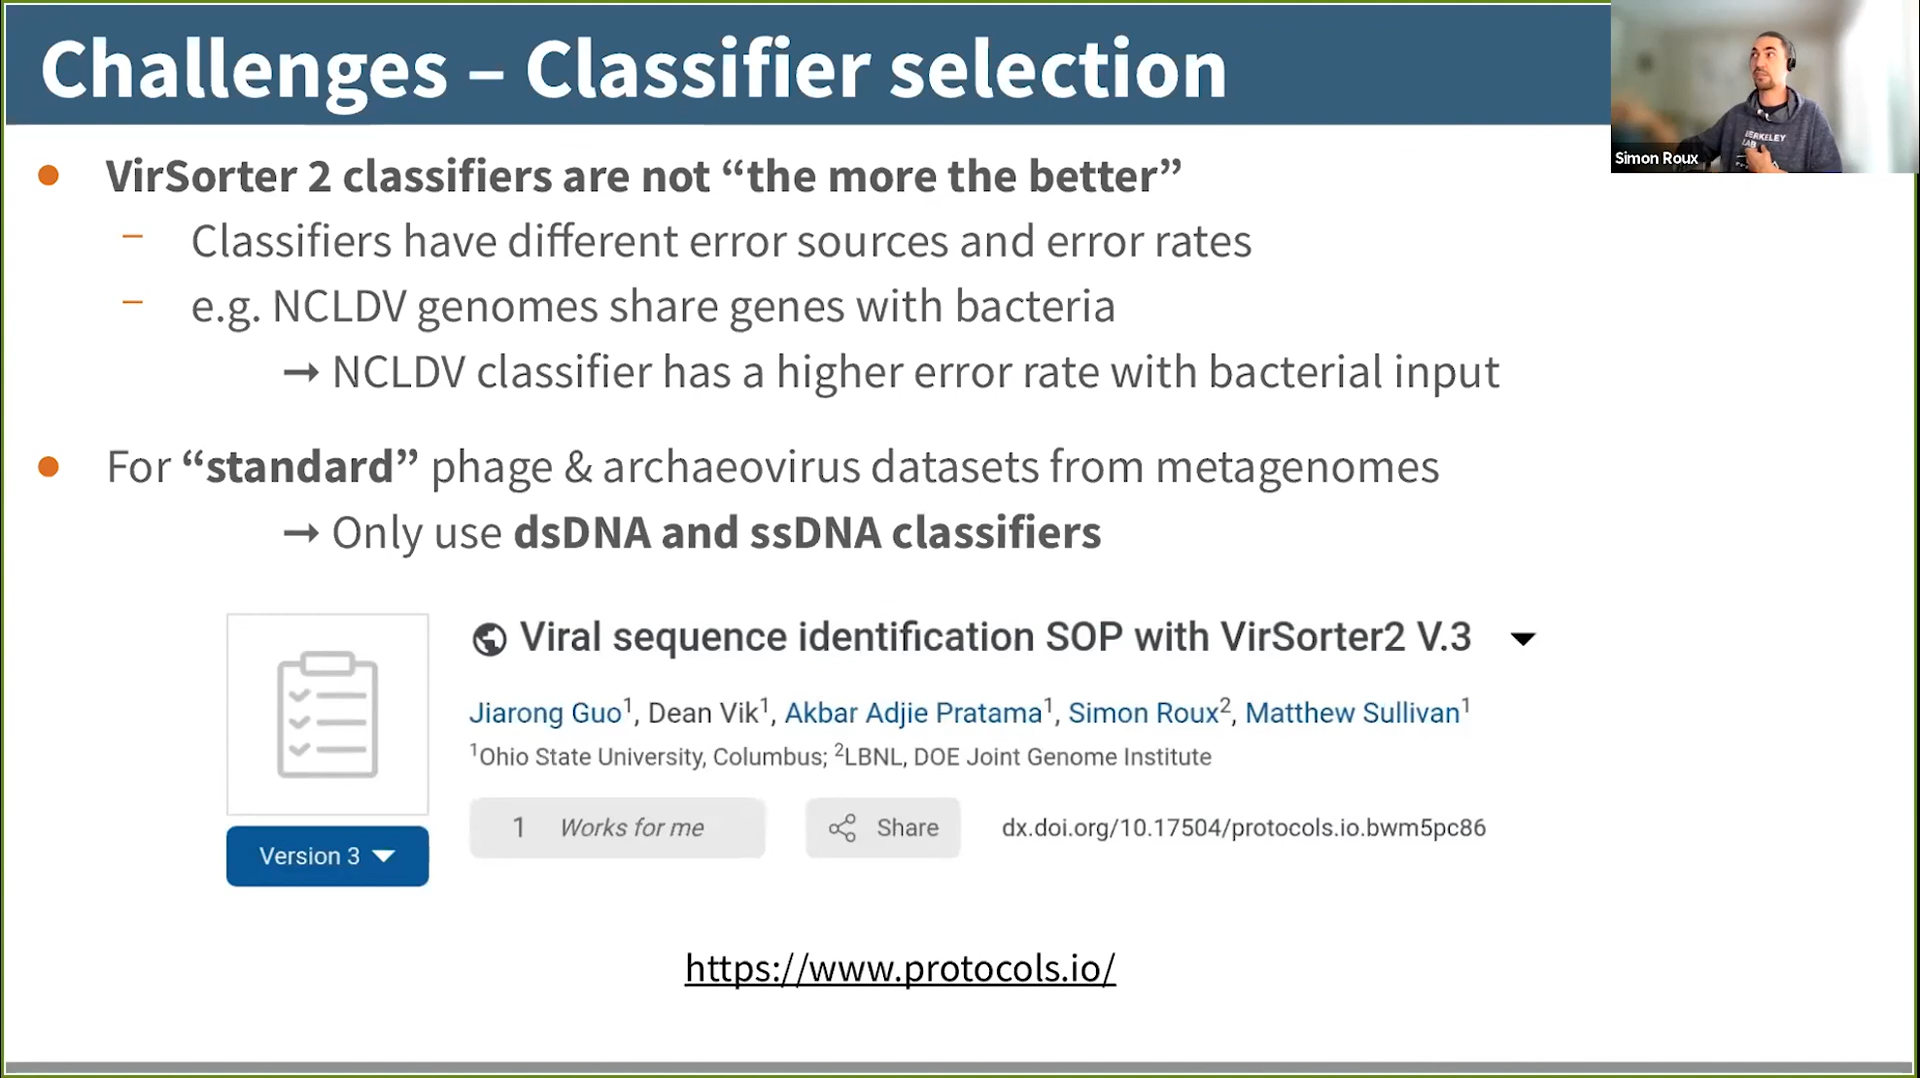 Challenges – Classifier selection
BERKELEY
LAB
Simon Roux
● VirSorter 2 classifiers are not “the more the better”
– Classifiers have different error sources and error rates
– e.g. NCLDV genomes share genes with bacteria
→ NCLDV classifier has a higher error rate with bacterial input
● For “standard” phage & archaeovirus datasets from metagenomes
→ Only use dsDNA and ssDNA classifiers
Viral sequence identification SOP with VirSorter2 V.3
Jiarong Guo1, Dean Vik1, Akbar Adjie Pratama1, Simon Roux2, Matthew Sullivan1
1Ohio State University, Columbus; 2LBNL, DOE Joint Genome Institute
1 Works for me Share dx.doi.org/10.17504/protocols.io.bwm5pc86
Version 3
https://www.protocols.io/